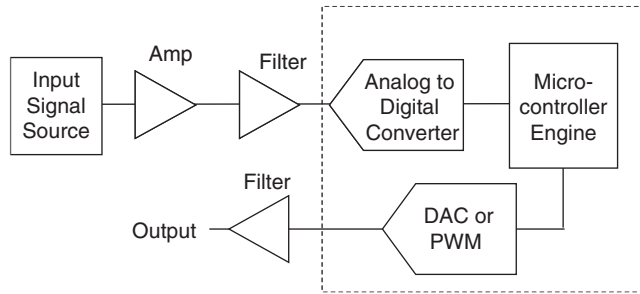 Amp
Filter
Input
Signal
Source
Analog to
Digital
Converter
Micro-
controller
Engine
Filter
Output
DAC or
PWM